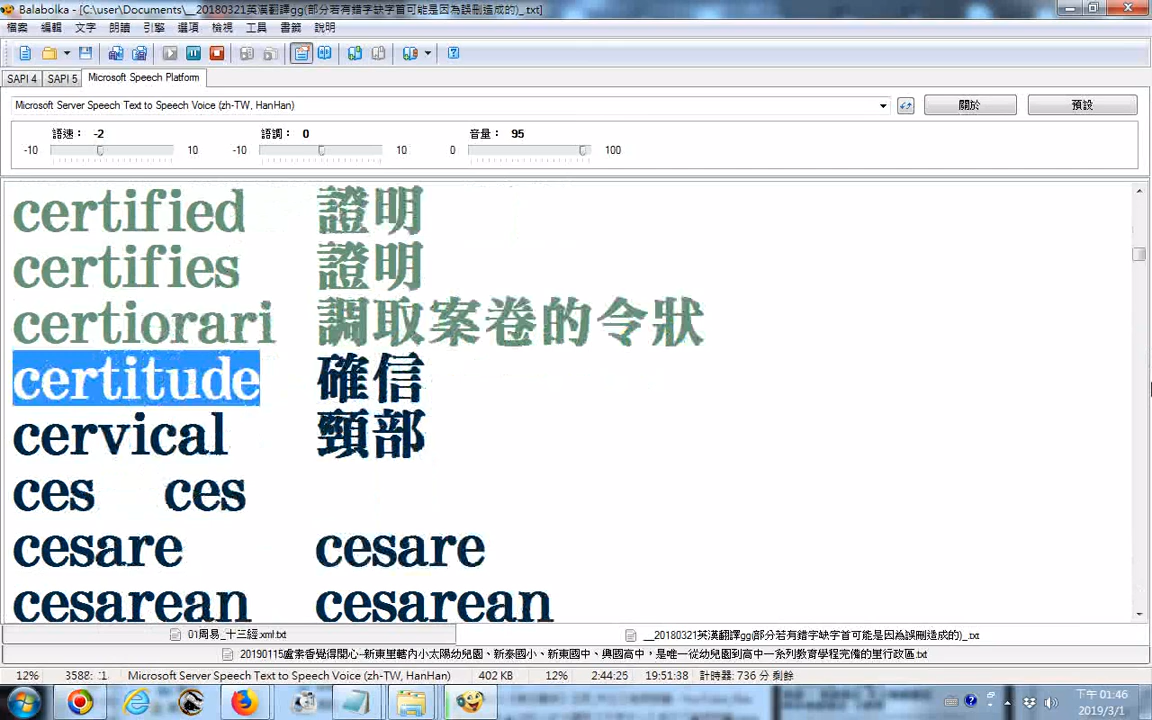 Balabolka - [C:\user\Documents\__20180321英漢翻譯gg(部分若有錯字缺字首可能是因為誤刪造成的)_.txt]
檔案 編輯 文字 朗讀 引擎 選項 檢視 工具 書籤 說明
SAPI 4 SAPI 5 Microsoft Speech Platform
Microsoft Server Speech Text to Speech Voice (zh-TW, HanHan) 關於 預設
語速： -2 語調： 0 音量： 95
-10 10 -10 10 0 100
certified 證明
certifies 證明
certiorari 調取案卷的令狀
certitude 確信
cervical 頸部
ces ces
cesare cesare
cesarean cesarean
01周易_十三經.xml.txt __20180321英漢翻譯gg(部分若有錯字缺字首可能是因為誤刪造成的)_.txt
20190115盧素香覺得開心-新東里轄內小太陽幼兒園、新泰國小、新東國中、興國高中，是唯一從幼兒園到高中一系列教育學程完備的里行政區.txt
12% 3588: :1. Microsoft Server Speech Text to Speech Voice (zh-TW, HanHan) 402 KB 12% 2:44:25 19:51:38 計時器: 736 分 剩餘
下午 01:46
2019/3/1